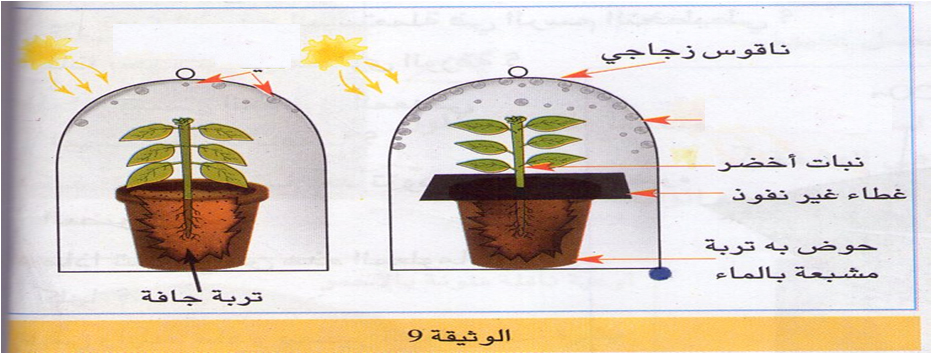 ناقوس زجاجي
نبات أخضر
غطاء غير نفوذ
حوض به تربة
مشبعة بالماء
تربة جافة
الوثيقة 9